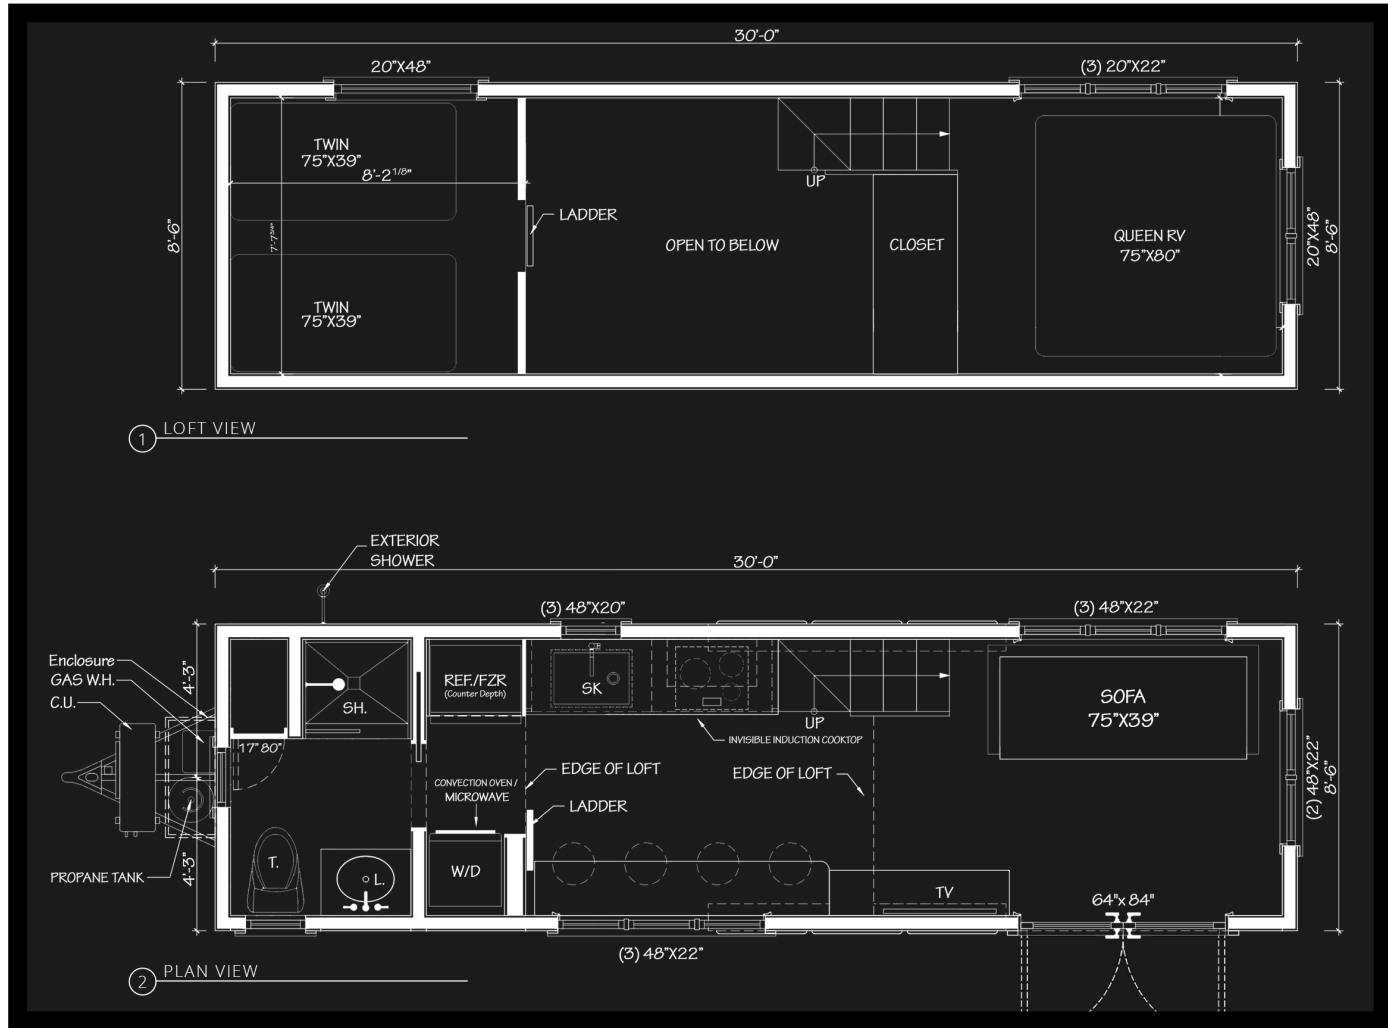 30'-0"
20"X48"
(3) 20"X22"
TWIN
75"X39"
8'-2 1/8"
UP
LADDER
8'-6"
7'-7 3/4"
OPEN TO BELOW
CLOSET
QUEEN RV
75"X80"
20"X48"
8'-6"
TWIN
75"X39"
1 LOFT VIEW
EXTERIOR
SHOWER
30'-0"
(3) 48"X20"
(3) 48"X22"
Enclosure
GAS W.H.
C.U.
4'-3"
REF./FZR
(Counter Depth)
SK
SH.
SOFA
75"X39"
UP
17" 80"
INVISIBLE INDUCTION COOKTOP
EDGE OF LOFT
EDGE OF LOFT
CONVECTION OVEN /
MICROWAVE
LADDER
(2) 48"X22"
8'-6"
PROPANE TANK
4'-3"
T.
L.
W/D
TV
64"x 84"
(3) 48"X22"
2 PLAN VIEW